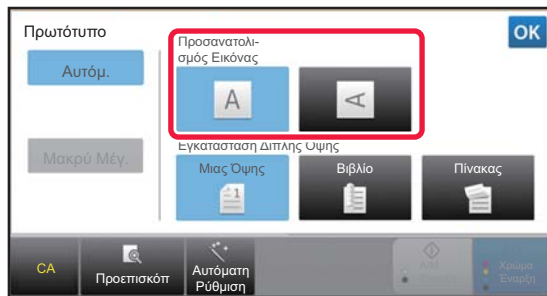 Πρωτότυπο
OK
Προσανατολι-
σμός Εικόνας
Αυτόμ.
A
A
Εγκατάσταση Διπλής Όψης
Μακρύ Μέγ.
Μιας Όψης
Βιβλίο
Πίνακας
1
CA
Προεπισκόπ
Αυτόματη
Ρύθμιση
Χρώμα
Έναρξη